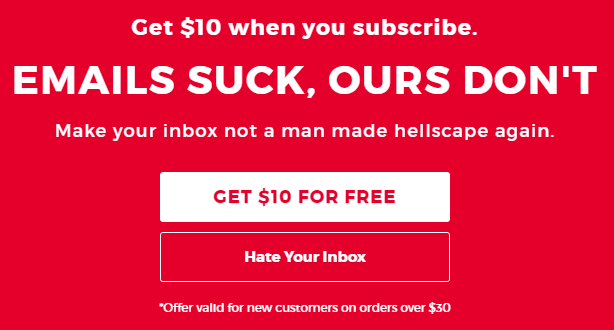 Get $10 when you subscribe.
EMAILS SUCK, OURS DON'T
Make your inbox not a man made hellscape again.
GET $10 FOR FREE
Hate Your Inbox
*Offer valid for new customers on orders over $30